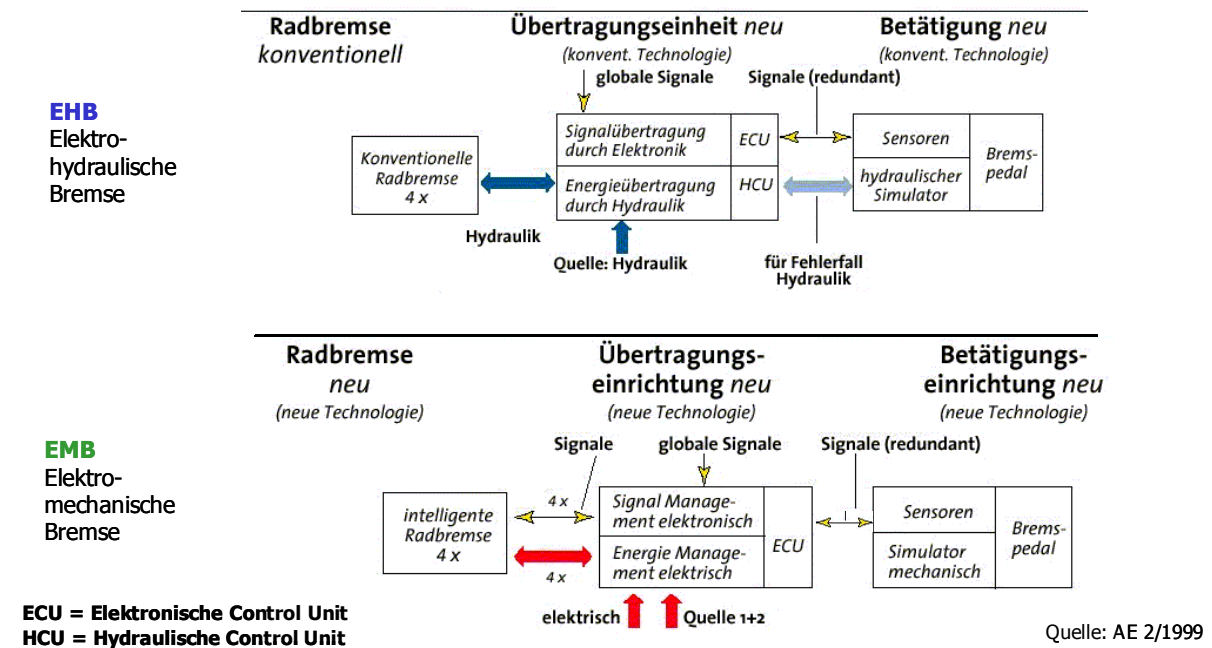 Radbremse
konventionell
Übertragungseinheit neu
(konvent. Technologie)
Betätigung neu
(konvent. Technologie)
globale Signale
Signale (redundant)
EHB
Elektro-
hydraulische
Bremse
Konventionelle
Radbremse
4 x
Signalübertragung
durch Elektronik
ECU
Energieübertragung
durch Hydraulik
HCU
Sensoren
hydraulischer
Simulator
Brems-
pedal
Hydraulik
Quelle: Hydraulik
für Fehlerfall
Hydraulik
Radbremse
neu
(neue Technologie)
Übertragungs-
einrichtung neu
(neue Technologie)
Betätigungs-
einrichtung neu
(neue Technologie)
EMB
Elektro-
mechanische
Bremse
Signale
globale Signale
Signale (redundant)
intelligente
Radbremse
4 x
4 x
4 x
Signal Manage-
ment elektronisch
Energie Manage-
ment elektrisch
ECU
Sensoren
Simulator
mechanisch
Brems-
pedal
elektrisch
Quelle 1+2
ECU = Elektronische Control Unit
HCU = Hydraulische Control Unit
Quelle: AE 2/1999